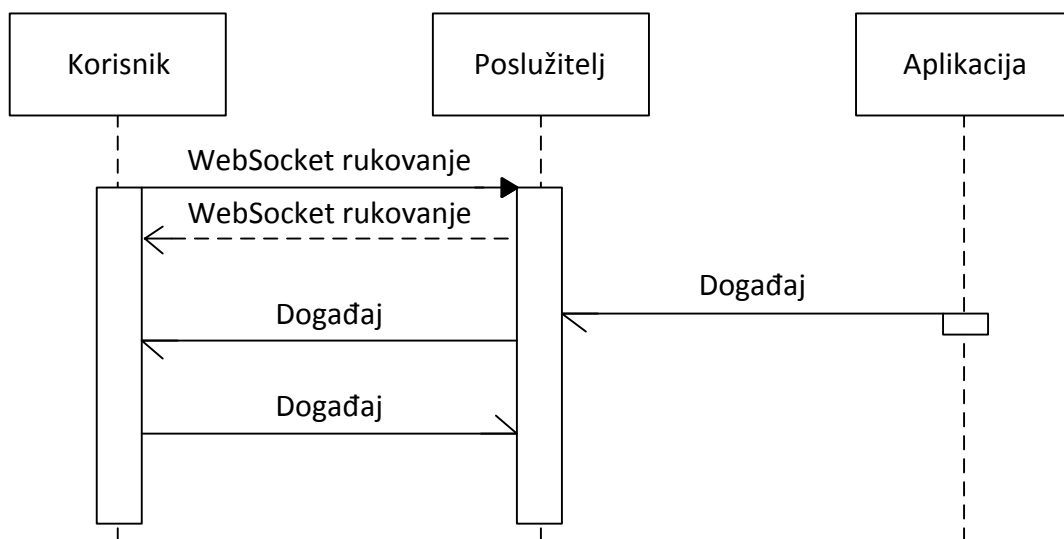 Korisnik
Poslužitelj
Aplikacija
WebSocket rukovanje
WebSocket rukovanje
Događaj
Događaj
Događaj